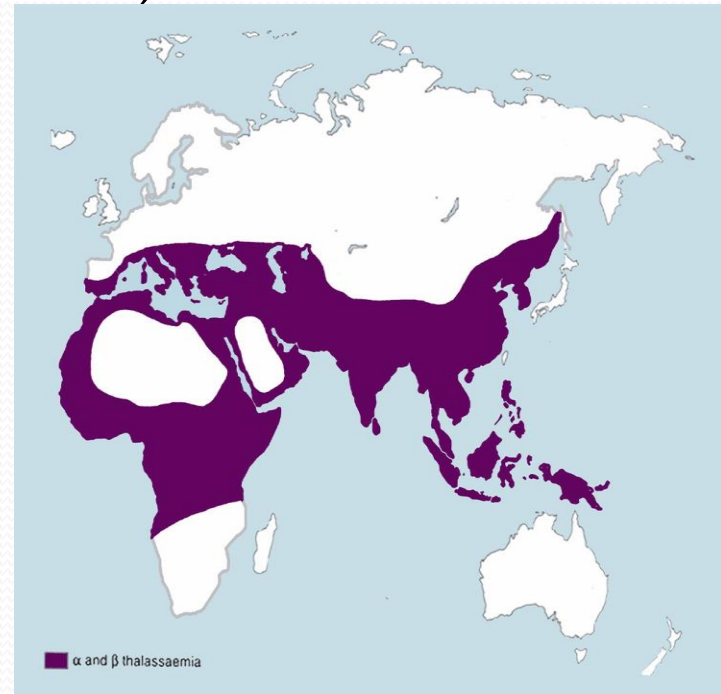 α and β thalassaemia